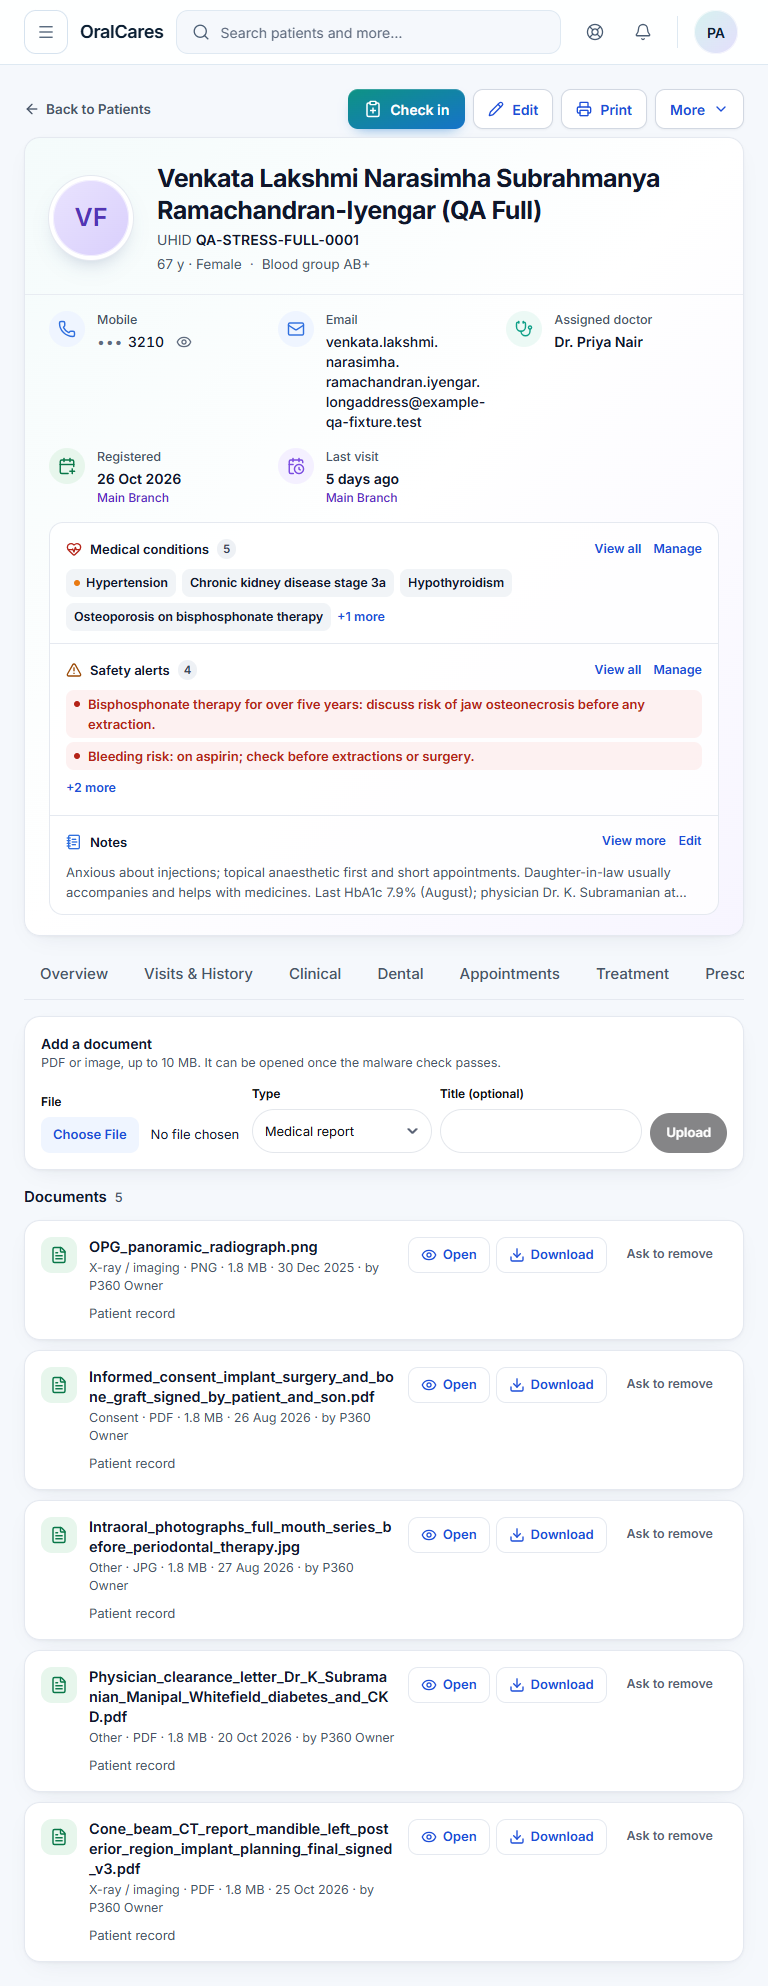 OralCares
Search patients and more...
PA
Back to Patients
Check in
Edit
Print
More
VF
Venkata Lakshmi Narasimha Subrahmanya
Ramachandran-Iyengar (QA Full)
UHID QA-STRESS-FULL-0001
67 y · Female · Blood group AB+
Mobile
••• 3210
Email
venkata.lakshmi.
narasimha.
ramachandran.iyengar.
longaddress@example-
qa-fixture.test
Assigned doctor
Dr. Priya Nair
Registered
26 Oct 2026
Main Branch
Last visit
5 days ago
Main Branch
Medical conditions 5
View all Manage
Hypertension
Chronic kidney disease stage 3a
Hypothyroidism
Osteoporosis on bisphosphonate therapy
+1 more
Safety alerts 4
View all Manage
Bisphosphonate therapy for over five years: discuss risk of jaw osteonecrosis before any
extraction.
Bleeding risk: on aspirin; check before extractions or surgery.
+2 more
Notes
View more Edit
Anxious about injections; topical anaesthetic first and short appointments. Daughter-in-law usually
accompanies and helps with medicines. Last HbA1c 7.9% (August); physician Dr. K. Subramanian at...
Overview Visits & History Clinical Dental Appointments Treatment Presc
Add a document
PDF or image, up to 10 MB. It can be opened once the malware check passes.
File
Choose File No file chosen
Type
Medical report
Title (optional)
Upload
Documents 5
OPG_panoramic_radiograph.png
X-ray / imaging · PNG · 1.8 MB · 30 Dec 2025 · by
P360 Owner
Patient record
Open
Download
Ask to remove
Informed_consent_implant_surgery_and_bo
ne_graft_signed_by_patient_and_son.pdf
Consent · PDF · 1.8 MB · 26 Aug 2026 · by P360
Owner
Patient record
Open
Download
Ask to remove
Intraoral_photographs_full_mouth_series_b
efore_periodontal_therapy.jpg
Other · JPG · 1.8 MB · 27 Aug 2026 · by P360
Owner
Patient record
Open
Download
Ask to remove
Physician_clearance_letter_Dr_K_Subrama
nian_Manipal_Whitefield_diabetes_and_CK
D.pdf
Other · PDF · 1.8 MB · 20 Oct 2026 · by P360 Owner
Patient record
Open
Download
Ask to remove
Cone_beam_CT_report_mandible_left_post
erior_region_implant_planning_final_signed
_v3.pdf
X-ray / imaging · PDF · 1.8 MB · 25 Oct 2026 · by
P360 Owner
Patient record
Open
Download
Ask to remove